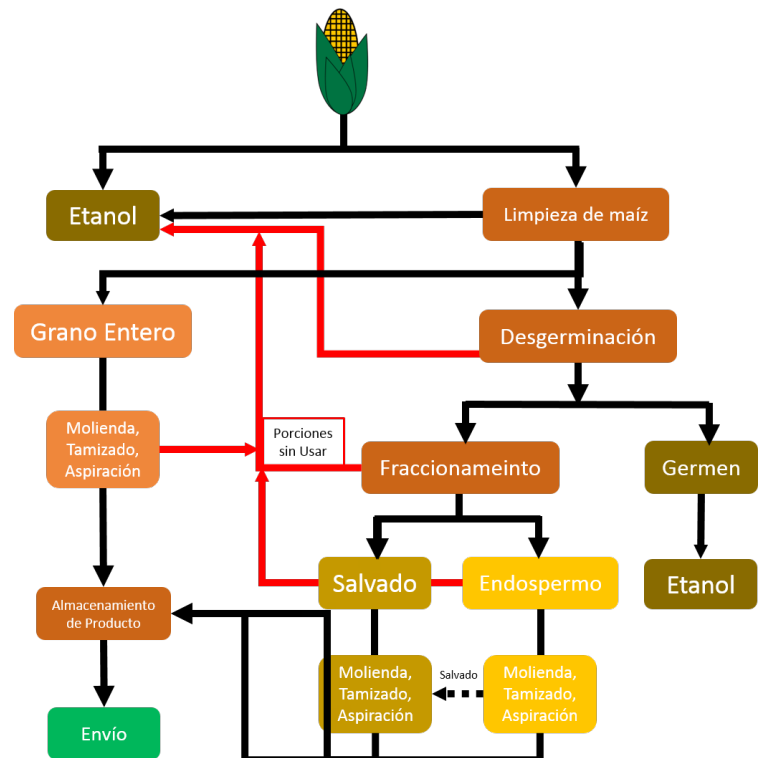 Etanol
Limpieza de maíz
Grano Entero
Desgerminación
Molienda,
Tamizado,
Aspiración
Porciones
sin Usar
Fraccionameinto
Germen
Salvado
Endospermo
Etanol
Almacenamiento
de Producto
Molienda,
Tamizado,
Aspiración
Salvado
Molienda,
Tamizado,
Aspiración
Envío